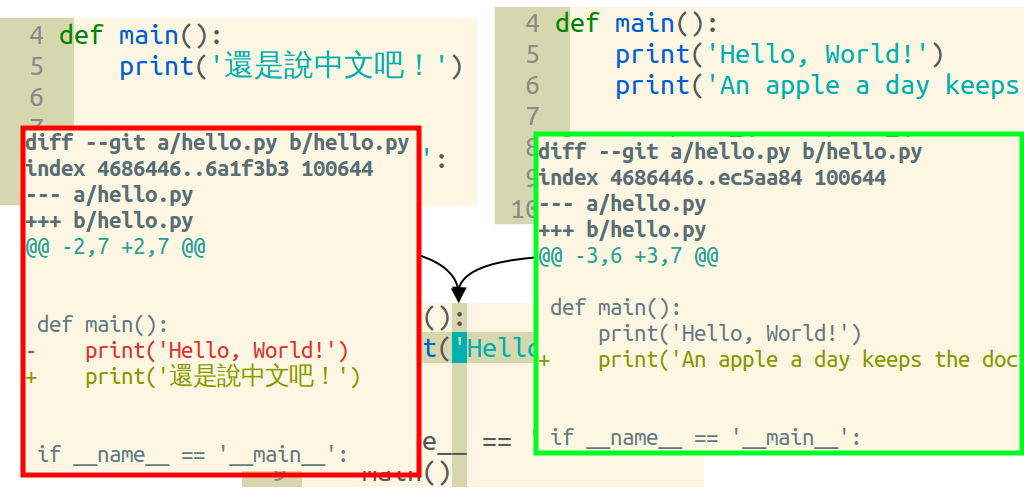 4 def main():
5     print('還是說中文吧！')
6
7
':
4 def main():
5     print('Hello, World!')
6     print('An apple a day keeps
7
8
9
10
diff --git a/hello.py b/hello.py
index 4686446..6a1f3b3 100644
--- a/hello.py
+++ b/hello.py
@@ -2,7 +2,7 @@
 def main():
-    print('Hello, World!')
+    print('還是說中文吧！')
 if __name__ == '__main__':
diff --git a/hello.py b/hello.py
index 4686446..ec5aa84 100644
--- a/hello.py
+++ b/hello.py
@@ -3,6 +3,7 @@
 def main():
     print('Hello, World!')
+    print('An apple a day keeps the doc
 if __name__ == '__main__':
():
t('Hello
e__ == '
main()